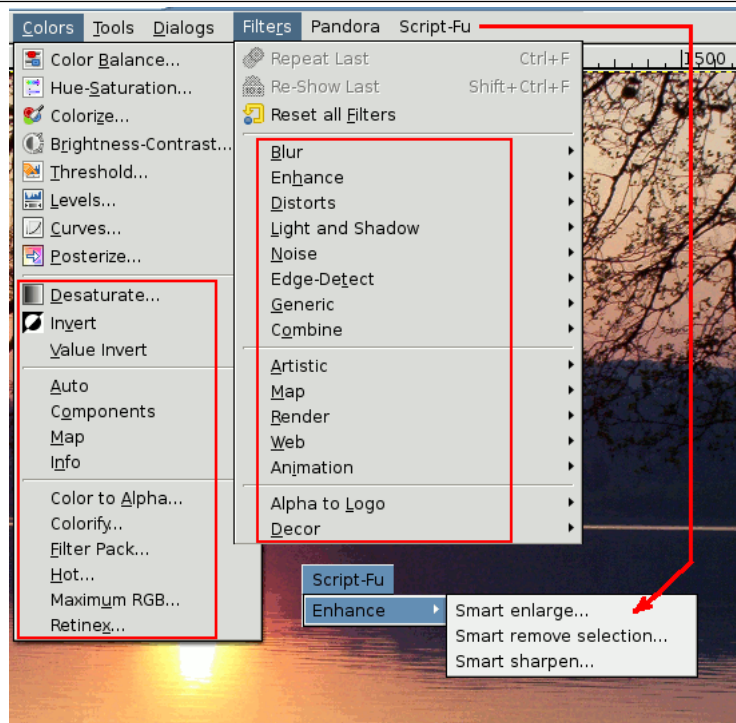 Colors Tools Dialogs Filters Pandora Script-Fu
Color Balance...
Hue-Saturation...
Colorize...
Brightness-Contrast...
Threshold...
Levels...
Curves...
Posterize...
Desaturate...
Invert
Value Invert
Auto
Components
Map
Info
Color to Alpha...
Colorify...
Filter Pack...
Hot...
Maximum RGB...
Retinex...
Repeat Last Ctrl+F
Re-Show Last Shift+Ctrl+F
Reset all Filters
Blur
Enhance
Distorts
Light and Shadow
Noise
Edge-Detect
Generic
Combine
Artistic
Map
Render
Web
Animation
Alpha to Logo
Decor
1500
Script-Fu
Enhance
Smart enlarge...
Smart remove selection...
Smart sharpen...